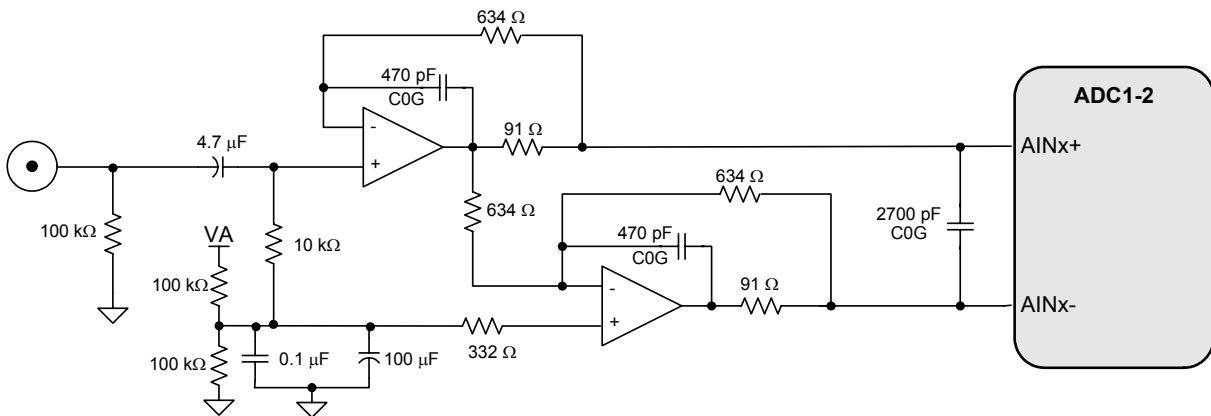 634 Ω
470 pF
C0G
ADC1-2
-
+
91 Ω
4.7 µF
AINx+
634 Ω
634 Ω
100 kΩ
10 kΩ
VA
470 pF
C0G
2700 pF
C0G
100 kΩ
-
+
91 Ω
AINx-
332 Ω
100 kΩ
0.1 µF
100 µF